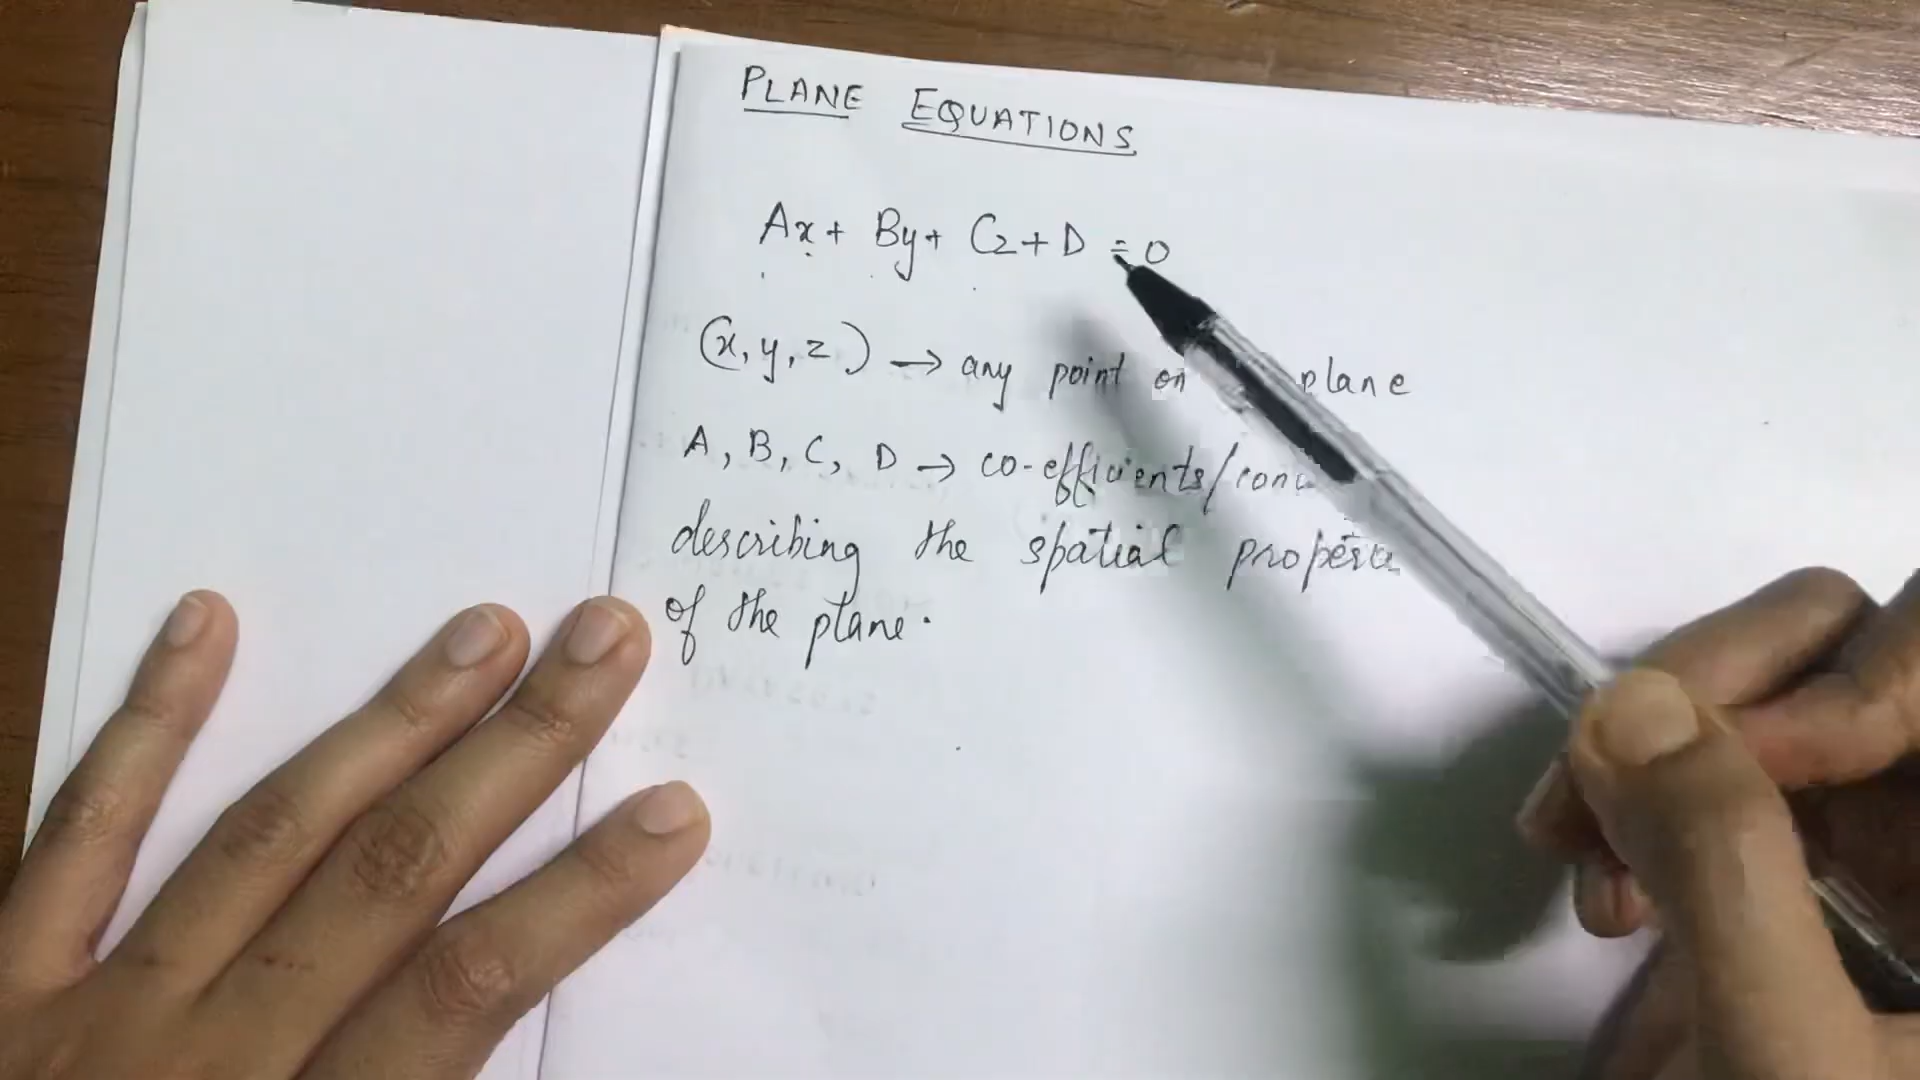 PLANE EQUATIONS
Ax + By + Cz + D = 0
(x, y, z) → any point on plane
A, B, C, D → co-efficients/
describing the spatial
of the plane.